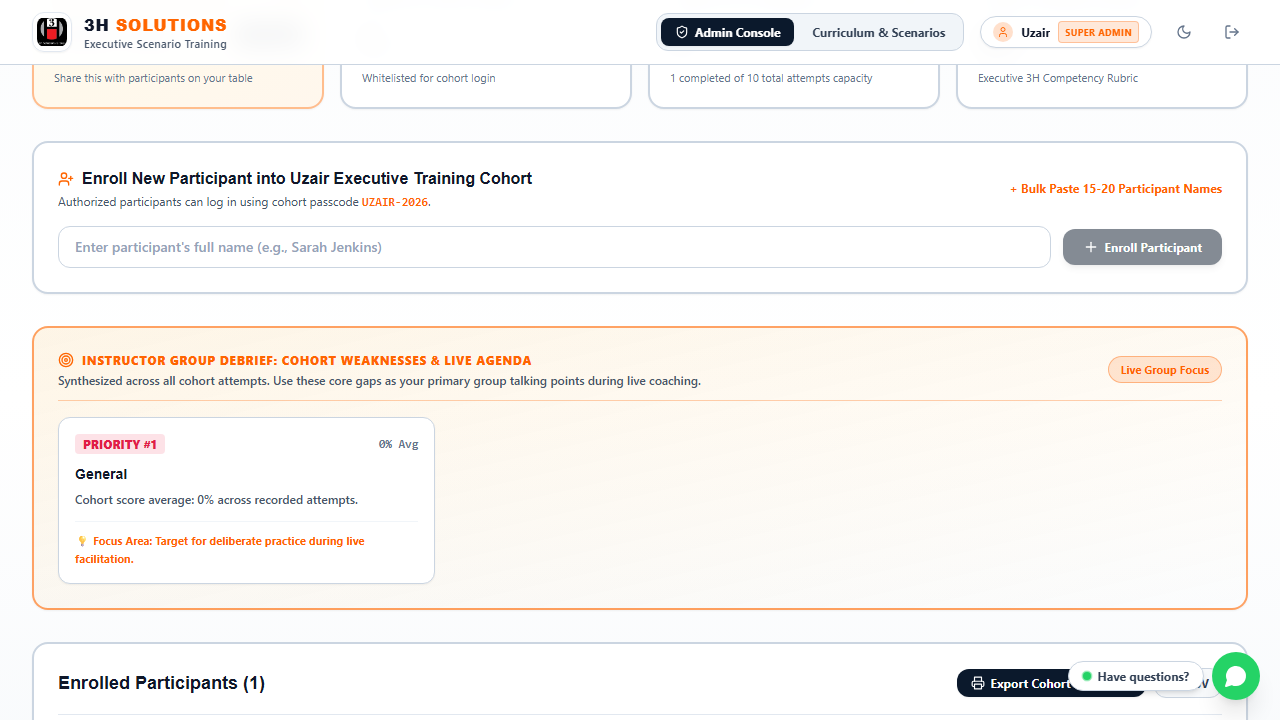 3H SOLUTIONS
Executive Scenario Training
Admin Console
Curriculum & Scenarios
Uzair
SUPER ADMIN
Share this with participants on your table
Whitelisted for cohort login
1 completed of 10 total attempts capacity
Executive 3H Competency Rubric
Enroll New Participant into Uzair Executive Training Cohort
Authorized participants can log in using cohort passcode UZAIR-2026.
+ Bulk Paste 15-20 Participant Names
Enter participant's full name (e.g., Sarah Jenkins)
+ Enroll Participant
INSTRUCTOR GROUP DEBRIEF: COHORT WEAKNESSES & LIVE AGENDA
Synthesized across all cohort attempts. Use these core gaps as your primary group talking points during live coaching.
Live Group Focus
PRIORITY #1
0% Avg
General
Cohort score average: 0% across recorded attempts.
💡 Focus Area: Target for deliberate practice during live
facilitation.
Enrolled Participants (1)
Export Cohort
Have questions?